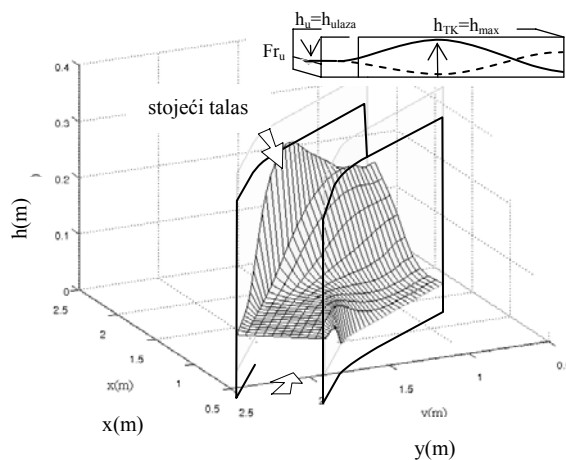 h_u=h_ulaza
h_TK=h_max
Fr_u
0.4
stojeći talas
0.3
0.2
h(m)
0.1
0
2.5
2
1.5
x(m)
1
0.5
2.5
2
1.5
1
0.5
y(m)
x(m)
y(m)